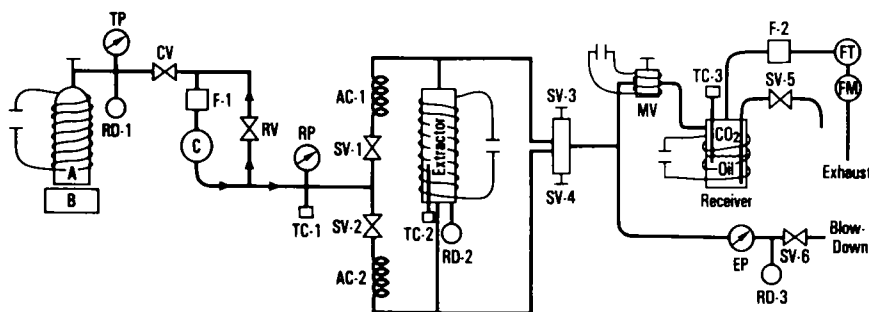 TP
CV
RD-1
F-1
C
RV
A
B
RP
TC-1
AC-1
SV-1
SV-2
AC-2
Extractor
TC-2
RD-2
SV-3
SV-4
MV
TC-3
F-2
FT
FM
SV-5
CO₂
Oil
Receiver
Exhaust
EP
RD-3
SV-6
Blow-
Down